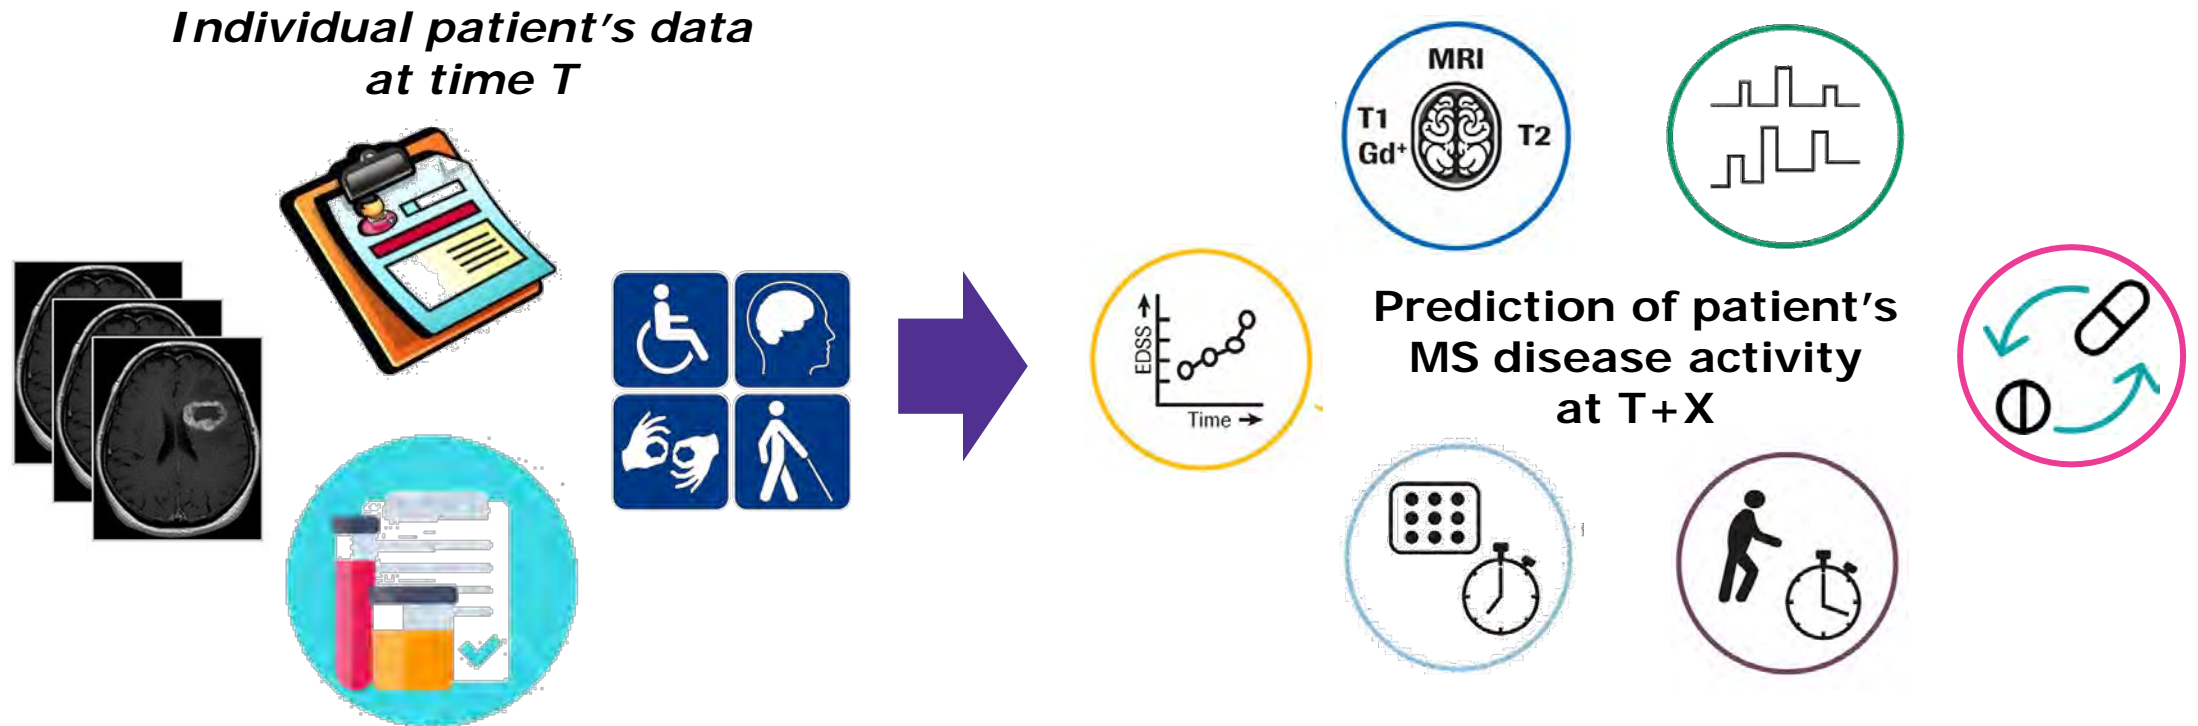 Individual patient's data
at time T
MRI
T1
Gd+
T2
EDSS
Time
Prediction of patient's
MS disease activity
at T+X